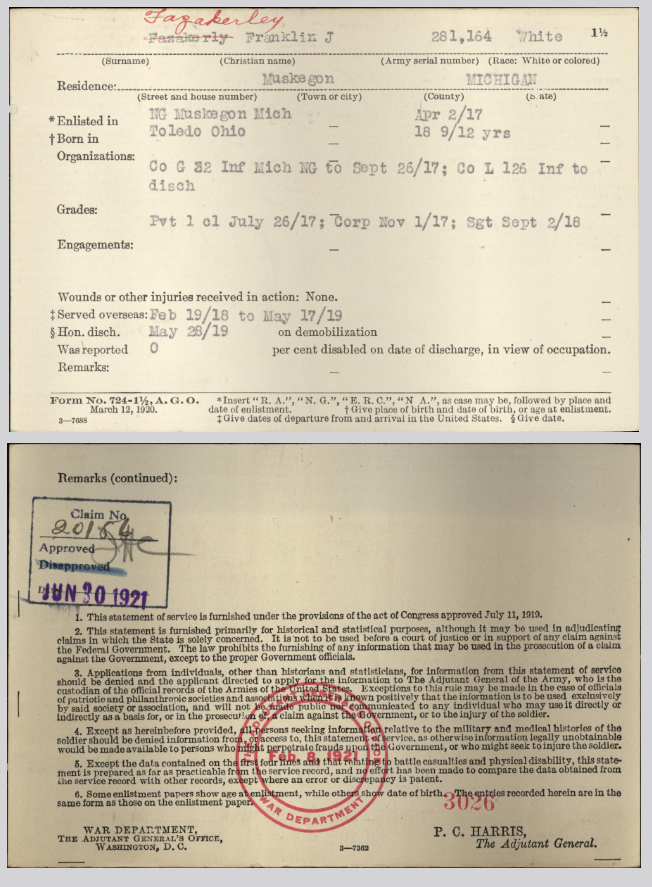 Fazakerley
Fazakerly Franklin J 281,164 White 1½
(Surname) (Christian name) (Army serial number) (Race: White or colored)
Residence: Muskegon MICHIGAN
(Street and house number) (Town or city) (County) (State)
*Enlisted in NG Muskegon Mich Apr 2/17
†Born in Toledo Ohio 18 9/12 yrs
Organizations:
Co G 32 Inf Mich NG to Sept 26/17; Co L 126 Inf to
disch
Grades:
Pvt 1 cl July 26/17; Corp Nov 1/17; Sgt Sept 2/18
Engagements:
Wounds or other injuries received in action: None.
‡Served overseas: Feb 19/18 to May 17/19
§Hon. disch. May 28/19 on demobilization
Was reported 0 per cent disabled on date of discharge, in view of occupation.
Remarks:
Form No. 724-1½, A. G. O. *Insert "R. A.", "N. G.", "E. R. C.", "N A.", as case may be, followed by place and
March 12, 1920. date of enlistment. †Give place of birth and date of birth, or age at enlistment.
3—7688 ‡Give dates of departure from and arrival in the United States. §Give date.
Remarks (continued):
Claim No.
20154
Approved
Disapproved
JUN 30 1921
1. This statement of service is furnished under the provisions of the act of Congress approved July 11, 1919.
2. This statement is furnished primarily for historical and statistical purposes, although it may be used in adjudicating
claims in which the State is solely concerned. It is not to be used before a court of justice or in support of any claim against
the Federal Government. The law prohibits the furnishing of any information that may be used in the prosecution of a claim
against the Government, except to the proper Government officials.
3. Applications from individuals, other than historians and statisticians, for information from this statement of service
should be denied and the applicant directed to apply for the information to The Adjutant General of the Army, who is the
custodian of the official records of the Armies of the United States. Exceptions to this rule may be made in the case of officials
of patriotic and philanthropic societies and associations when it is known positively that the information is to be used exclusively
by said society or association, and will not be made public nor communicated to any individual who may use it directly or
indirectly as a basis for, or in the prosecution of, a claim against the Government, or to the injury of the soldier.
4. Except as hereinbefore provided, all persons seeking information relative to the military and medical histories of the
soldier should be denied information from, or access to, this statement of service, as otherwise information legally unobtainable
would be made available to persons who might perpetrate frauds upon the Government, or who might seek to injure the soldier.
5. Except the data contained on the first four lines and that relating to battle casualties and physical disability, this state-
ment is prepared as far as practicable from the service record, and no effort has been made to compare the data obtained from
the service record with other records, except where an error or discrepancy is patent.
6. Some enlistment papers show age at enlistment, while others show date of birth. The entries recorded herein are in the
same form as those on the enlistment paper.
Feb. 8, 1921
WAR DEPARTMENT
3026
WAR DEPARTMENT,
THE ADJUTANT GENERAL'S OFFICE,
WASHINGTON, D. C.
3—7362
P. C. HARRIS,
The Adjutant General.